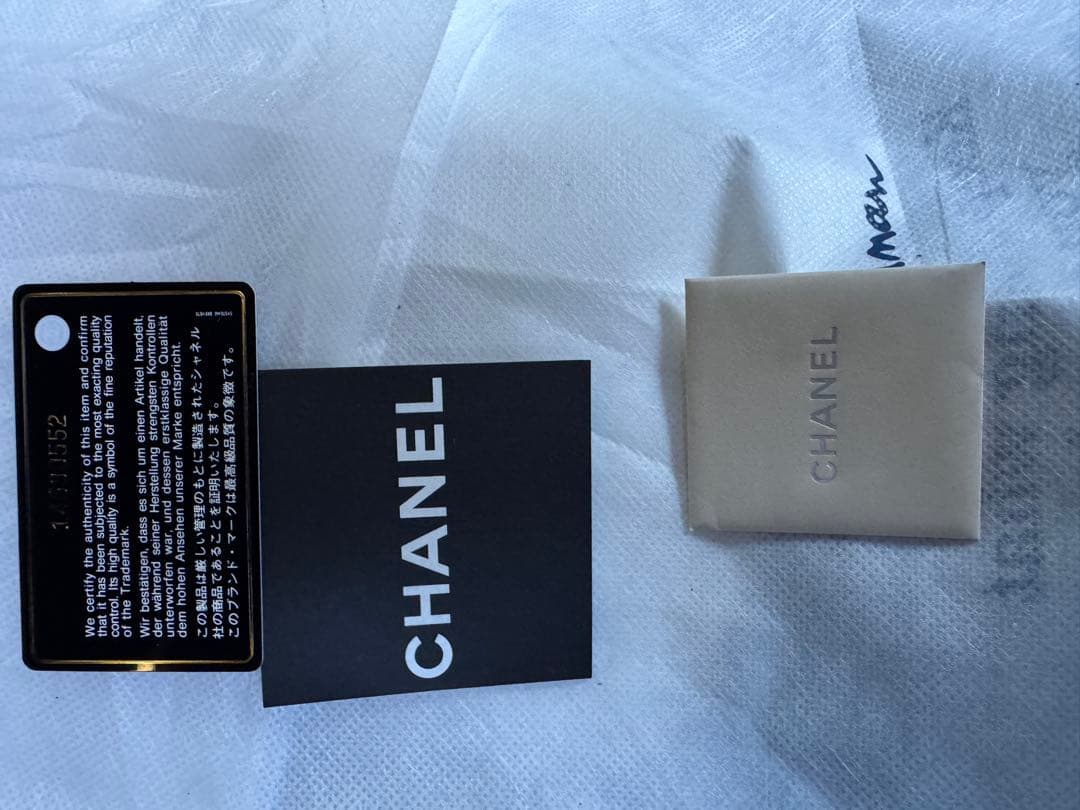 We certify the authenticity of this item and confirm
that it has been subjected to the most exacting quality
control. Its high quality is a symbol of the fine reputation
of the Trademark.
Wir bestätigen, dass es sich um einen Artikel handelt,
der während seiner Herstellung strengsten Kontrollen
unterworfen war, und dessen erstklassige Qualität
dem hohen Ansehen unserer Marke entspricht.
この製品は厳しい管理のもとに製造されたシャネル
社の商品であることを証明いたします。
このブランド・マークは最高級品質の象徴です。
CHANEL
CHANEL